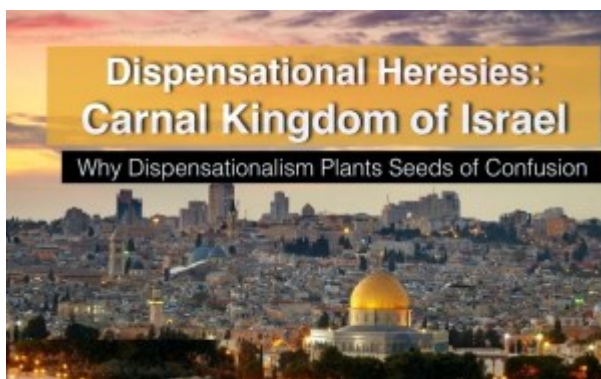 Dispensational Heresies:
Carnal Kingdom of Israel
Why Dispensationalism Plants Seeds of Confusion